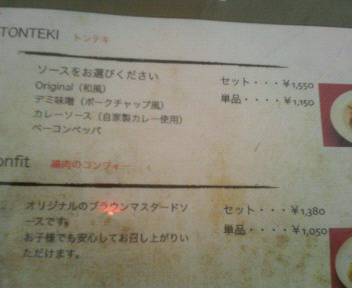 TONTEKI トンテキ
ソースをお選びください
Original（和風）
デミ味噌（ポークチャップ風）
カレーソース（自家製カレー使用）
ベーコンペッパ
セット・・・・￥1,550
単品・・・・￥1,150
onfit 鶏肉のコンフィー
オリジナルのブラウンマスタードソ
ースです。
お子様でも安心してお召し上がりい
ただけます。
セット・・・￥1,380
単品・・・・￥1,050